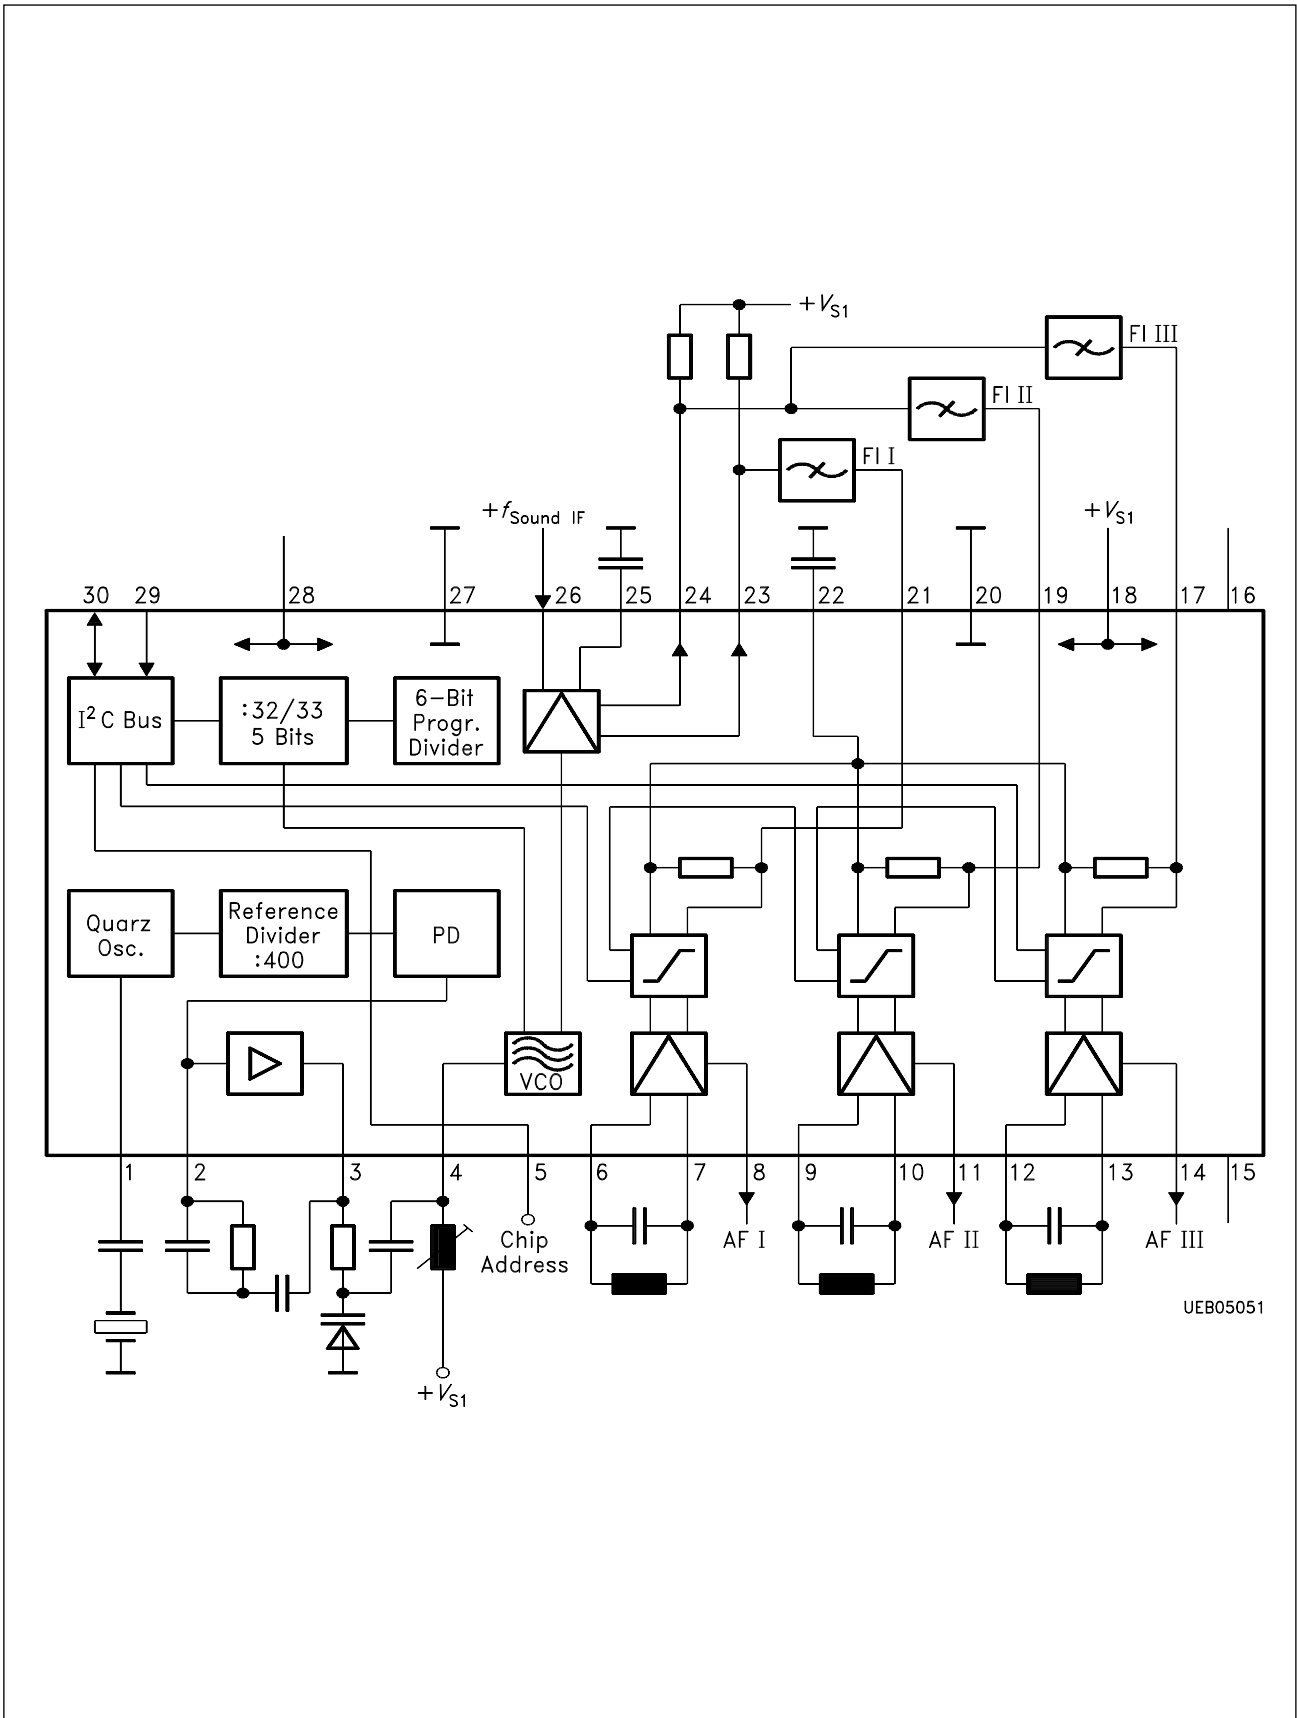 +VS1
FI III
FI II
FI I
+fSound IF
+VS1
30 29 28 27 26 25 24 23 22 21 20 19 18 17 16
I² C Bus
:32/33
5 Bits
6-Bit
Progr.
Divider
Quarz
Osc.
Reference
Divider
:400
PD
VCO
1 2 3 4 5 6 7 8 9 10 11 12 13 14 15
Chip
Address
AF I
AF II
AF III
UEB05051
+VS1